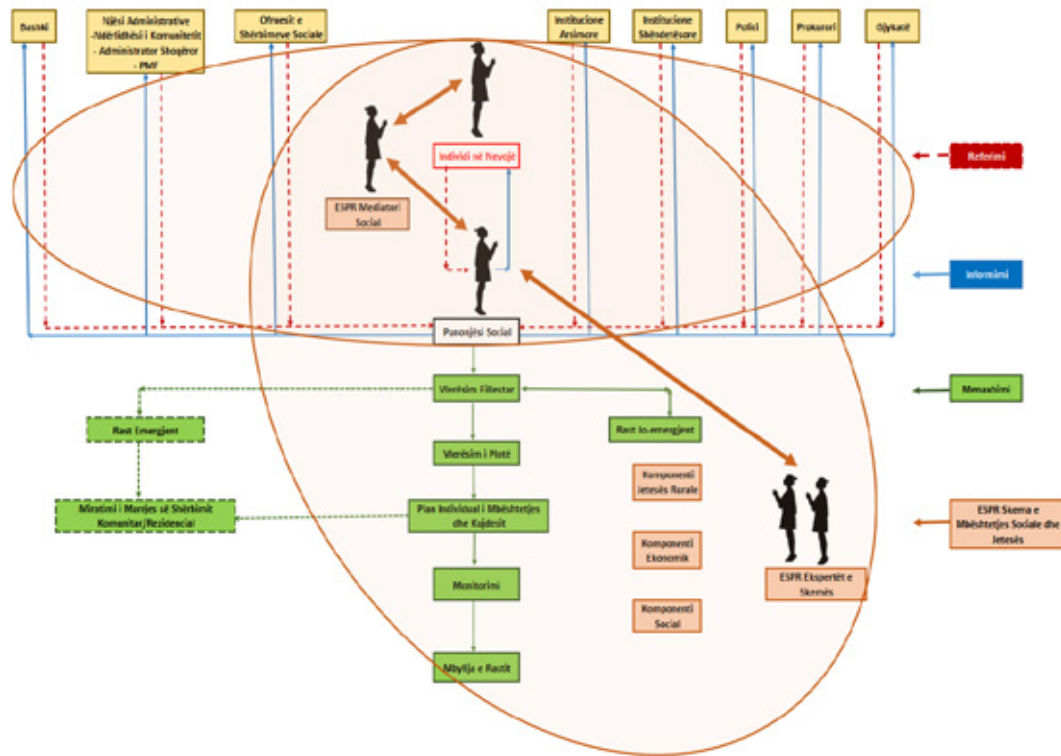 Bashki
Njësi Administrative
-Ndërlidhësi i Komunitetit
- Administrator Shoqëror
- PMF
Ofruesit e
Shërbimeve Sociale
Institucione
Arsimore
Institucione
Shëndetësore
Polici
Prokurori
Gjykatë
Individi në Nevojë
Referimi
ESPR Mediatori
Social
Informimi
Punonjësi Social
Vlerësim Fillestar
Menaxhimi
Rast Emergjent
Rast Jo-emergjent
Vlerësim i Plotë
Komponenti
Jetesës Rurale
Miratimi i Marrjes së Shërbimit
Komunitar/Rezidencial
Plan Individual i Mbështetjes
dhe Kujdesit
ESPR Skema e
Mbështetjes Sociale dhe
Jetesës
Komponenti
Ekonomik
Monitorimi
ESPR Ekspertët e
Skemës
Komponenti
Social
Mbyllja e Rastit